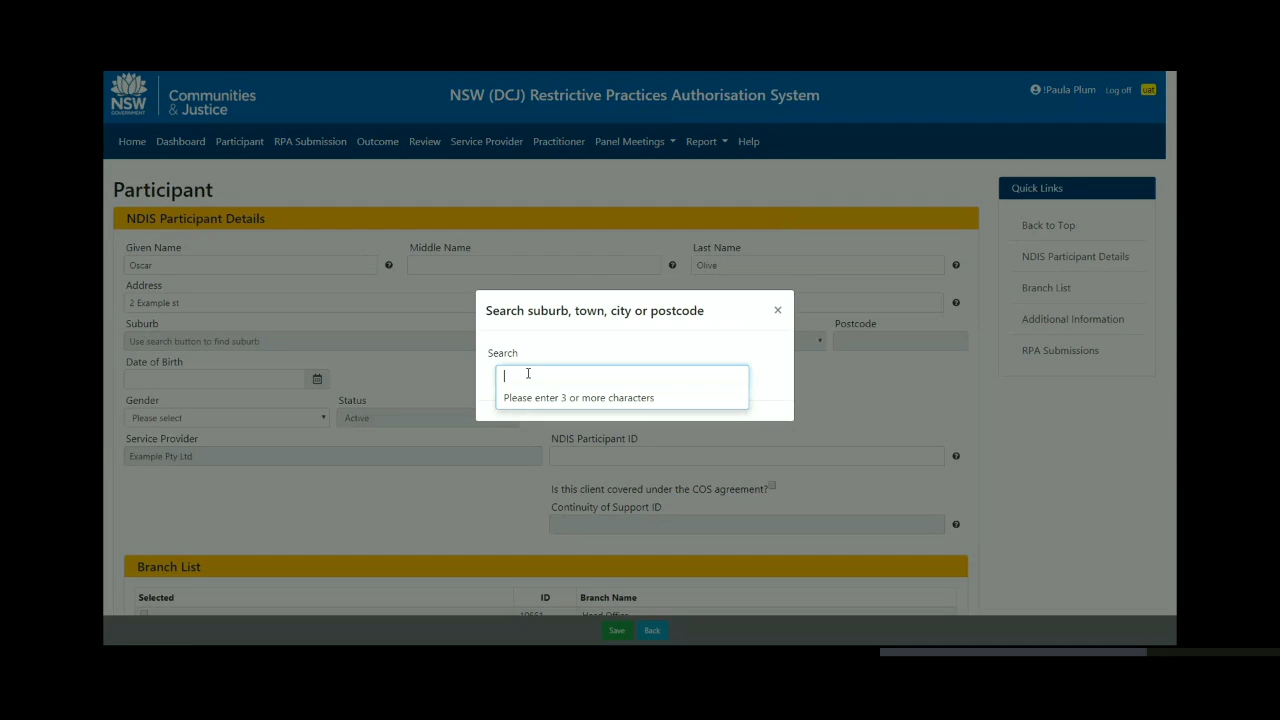 NSW
GOVERNMENT
Communities
& Justice
NSW (DCJ) Restrictive Practices Authorisation System
!Paula Plum Log off uat
Home Dashboard Participant RPA Submission Outcome Review Service Provider Practitioner Panel Meetings Report Help
Participant
Quick Links
Back to Top
NDIS Participant Details
Branch List
Additional Information
RPA Submissions
NDIS Participant Details
Given Name Middle Name Last Name
Oscar Olive
Address
2 Example st
Suburb Postcode
Use search button to find suburb
Date of Birth
Gender Status
Please select Active
Service Provider NDIS Participant ID
Example Pty Ltd
Is this client covered under the COS agreement?
Continuity of Support ID
Search suburb, town, city or postcode ×
Search
Please enter 3 or more characters
Branch List
Selected ID Branch Name
Head Office
Save Back